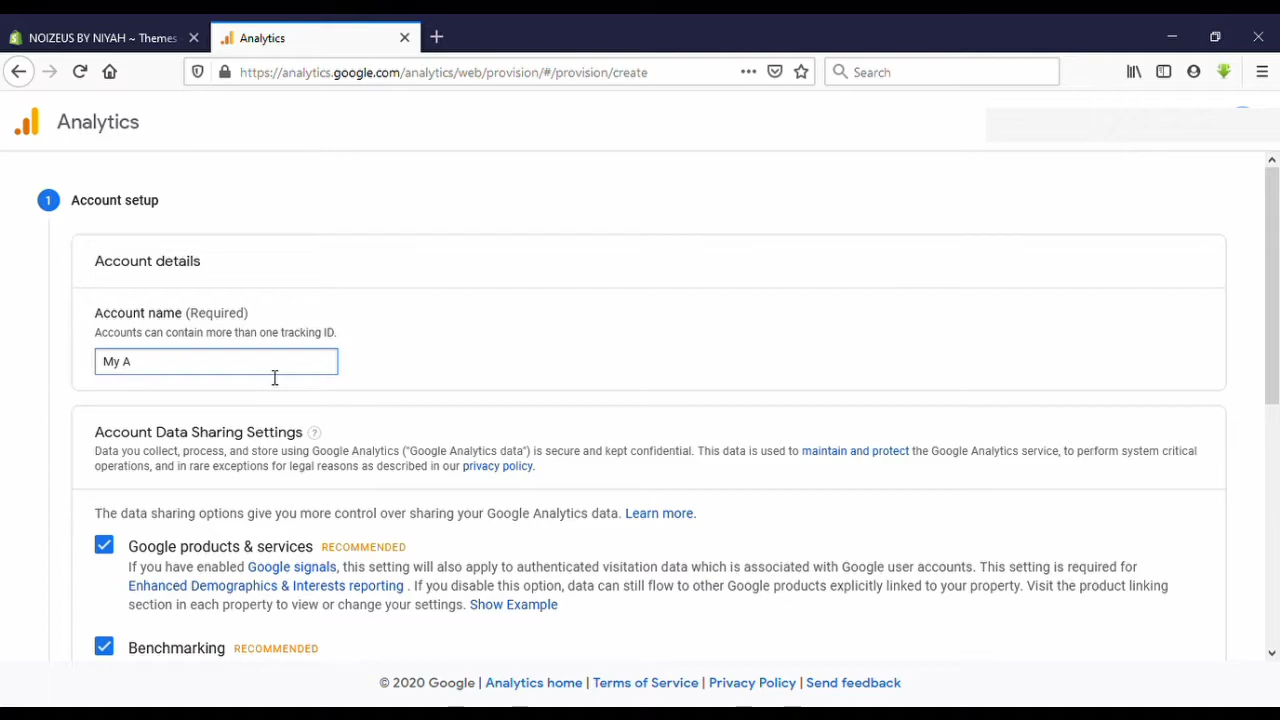 NOIZEUS BY NIYAH ~ Themes
Analytics
https://analytics.google.com/analytics/web/provision/#/provision/create
Search
Analytics
1 Account setup
Account details
Account name (Required)
Accounts can contain more than one tracking ID.
My A
Account Data Sharing Settings ?
Data you collect, process, and store using Google Analytics ("Google Analytics data") is secure and kept confidential. This data is used to maintain and protect the Google Analytics service, to perform system critical
operations, and in rare exceptions for legal reasons as described in our privacy policy.
The data sharing options give you more control over sharing your Google Analytics data. Learn more.
Google products & services RECOMMENDED
If you have enabled Google signals, this setting will also apply to authenticated visitation data which is associated with Google user accounts. This setting is required for
Enhanced Demographics & Interests reporting . If you disable this option, data can still flow to other Google products explicitly linked to your property. Visit the product linking
section in each property to view or change your settings. Show Example
Benchmarking RECOMMENDED
© 2020 Google | Analytics home | Terms of Service | Privacy Policy | Send feedback